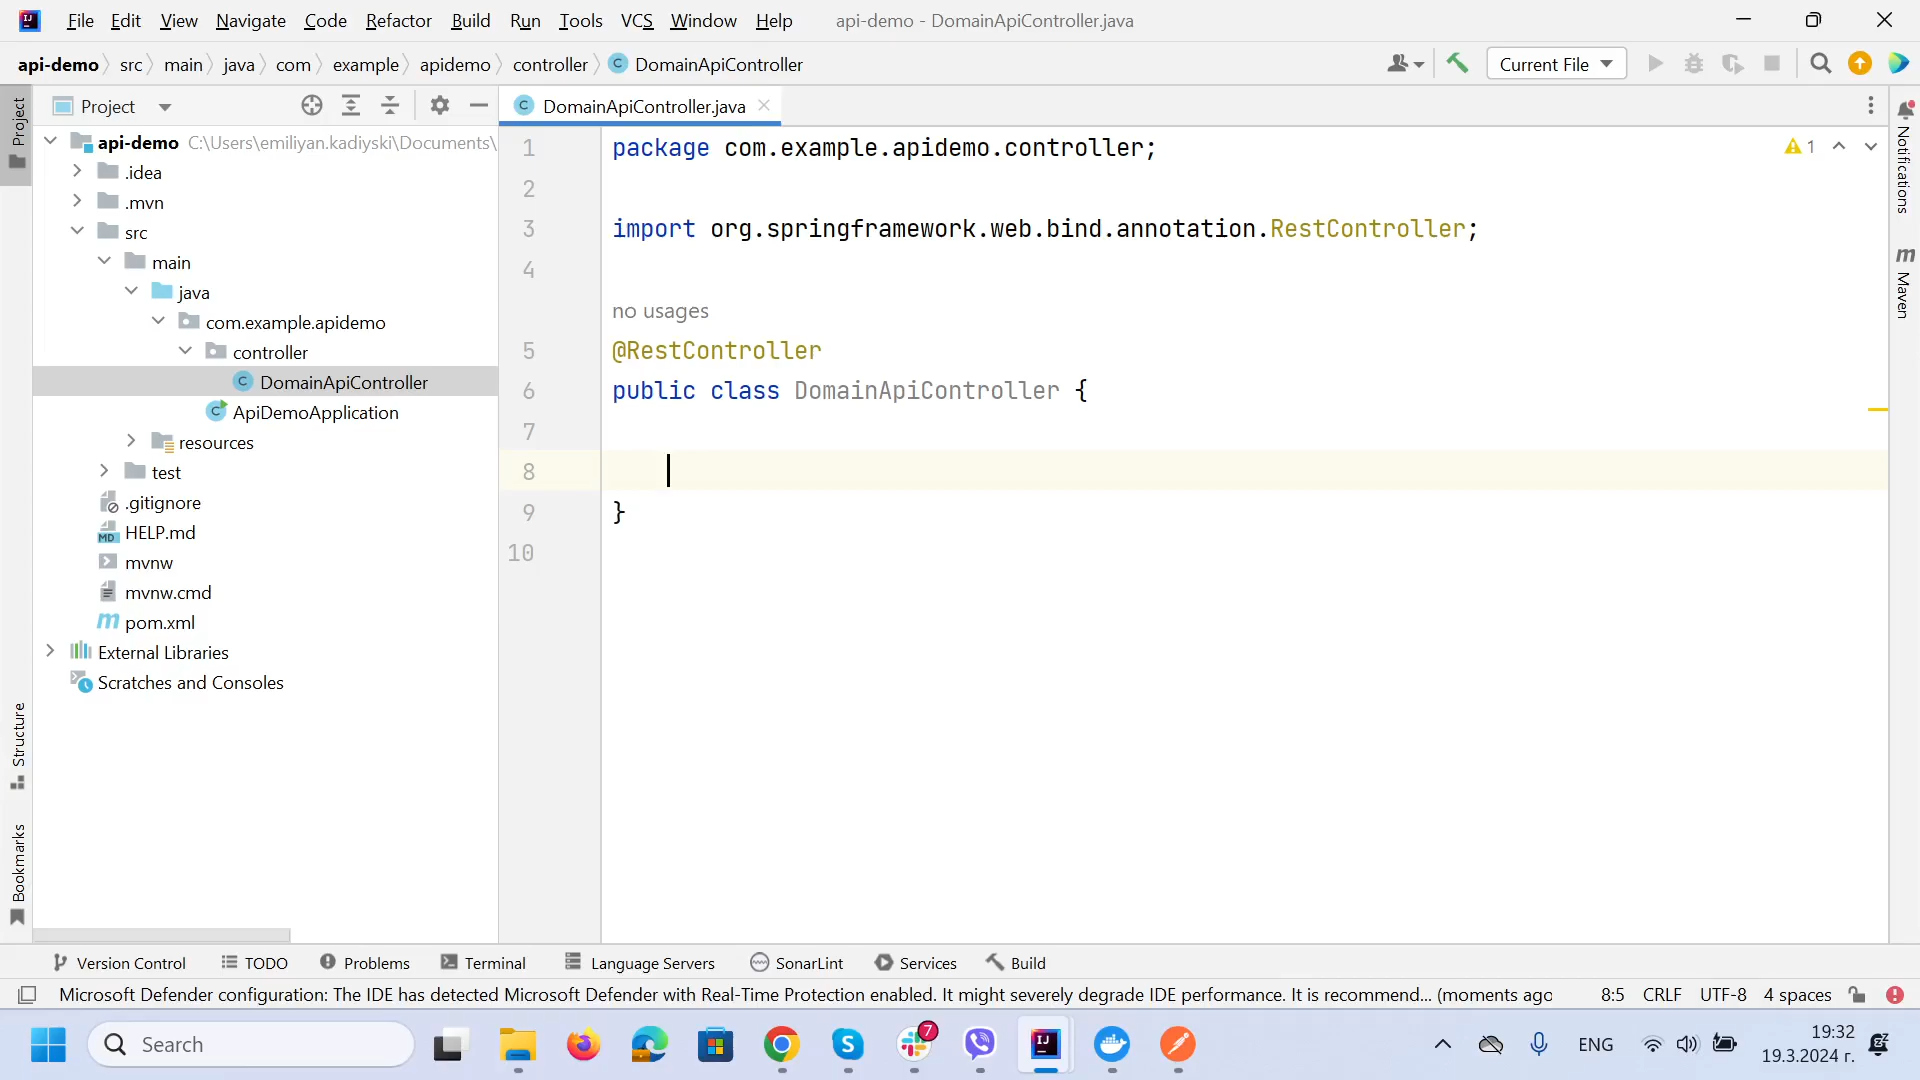 File Edit View Navigate Code Refactor Build Run Tools VCS Window Help api-demo - DomainApiController.java
api-demo src main java com example apidemo controller DomainApiController Current File
Project
DomainApiController.java
Project
api-demo C:\Users\emiliyan.kadiyski\Documents\
.idea
.mvn
src
main
java
com.example.apidemo
controller
DomainApiController
ApiDemoApplication
resources
test
.gitignore
HELP.md
mvnw
mvnw.cmd
pom.xml
External Libraries
Scratches and Consoles
Structure
Bookmarks
1 package com.example.apidemo.controller;
2
3 import org.springframework.web.bind.annotation.RestController;
4
no usages
5 @RestController
6 public class DomainApiController {
7
8
9 }
10
1
Notifications
Maven
Version Control TODO Problems Terminal Language Servers SonarLint Services Build
Microsoft Defender configuration: The IDE has detected Microsoft Defender with Real-Time Protection enabled. It might severely degrade IDE performance. It is recommend... (moments ago 8:5 CRLF UTF-8 4 spaces
Search
7
ENG
19:32
19.3.2024 г.